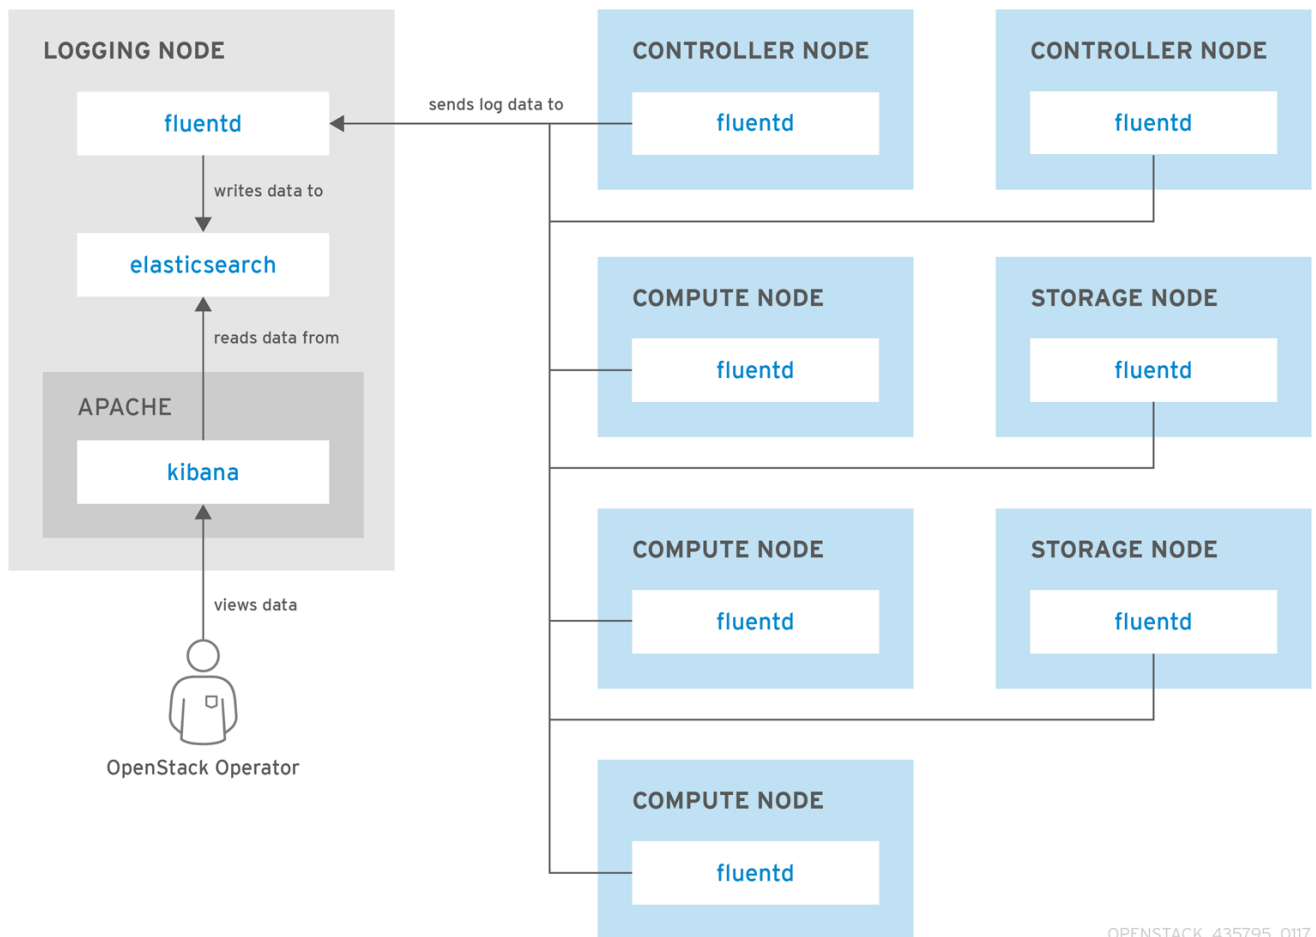 LOGGING NODE
fluentd
writes data to
elasticsearch
reads data from
APACHE
kibana
views data
OpenStack Operator
sends log data to
CONTROLLER NODE
fluentd
CONTROLLER NODE
fluentd
COMPUTE NODE
fluentd
STORAGE NODE
fluentd
COMPUTE NODE
fluentd
STORAGE NODE
fluentd
COMPUTE NODE
fluentd
OPENSTACK_435795_0117